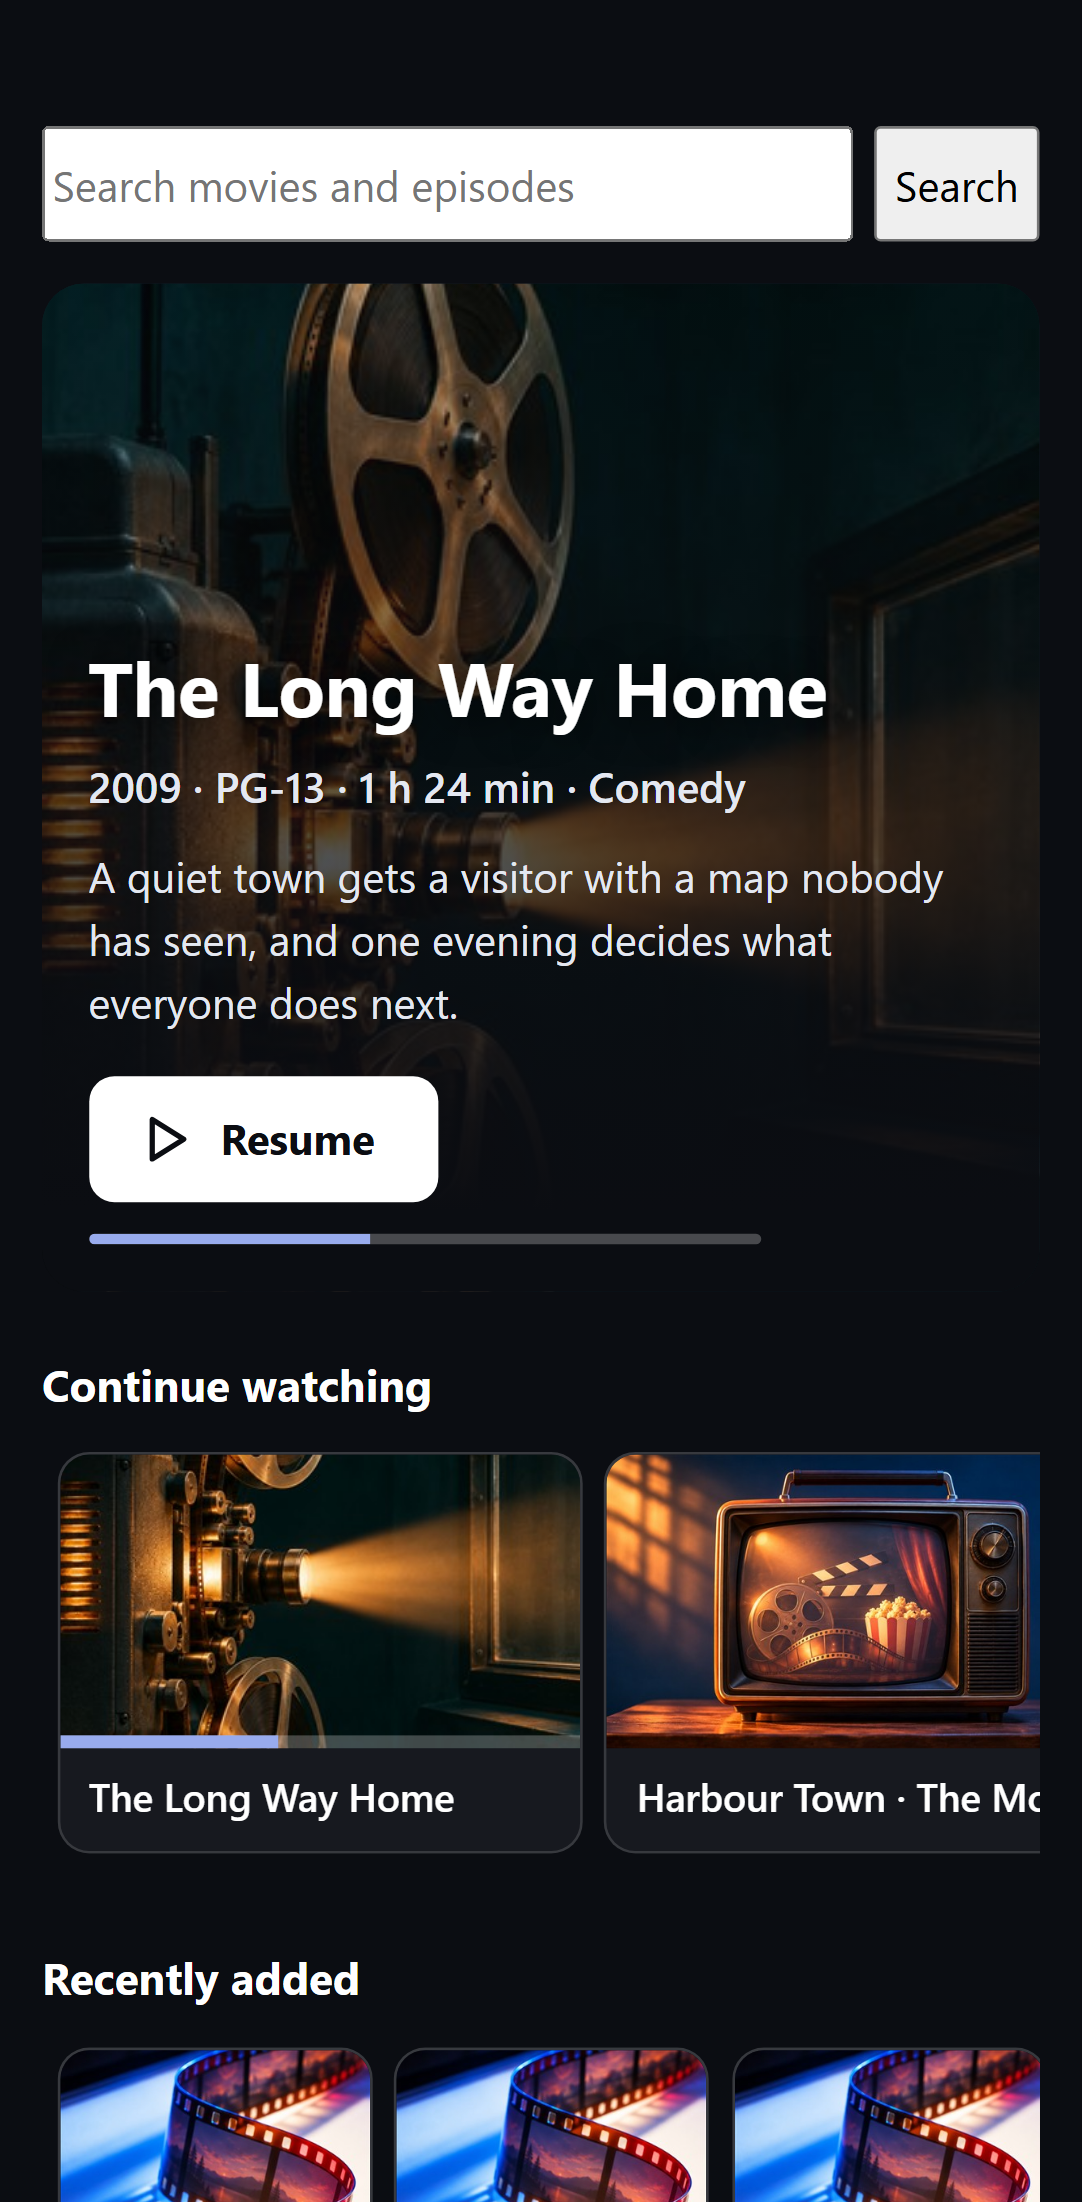 Search movies and episodes
Search
The Long Way Home
2009 · PG-13 · 1 h 24 min · Comedy
A quiet town gets a visitor with a map nobody
has seen, and one evening decides what
everyone does next.
Resume
Continue watching
The Long Way Home
Harbour Town · The
Recently added